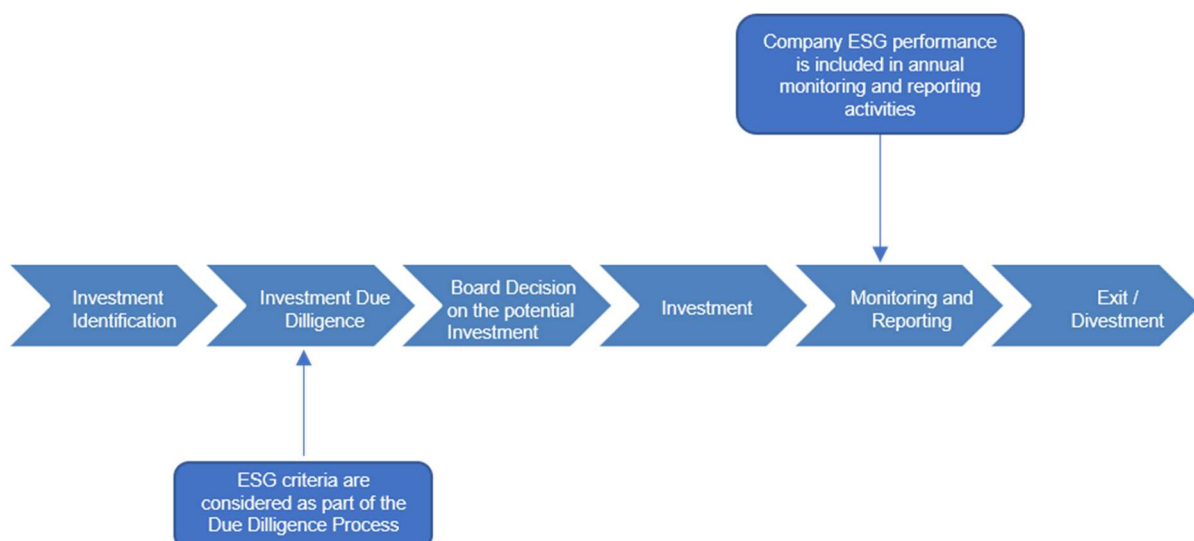 Company ESG performance
is included in annual
monitoring and reporting
activities
Investment
Identification
Investment Due
Dilligence
Board Decision
on the potential
Investment
Investment
Monitoring and
Reporting
Exit /
Divestment
ESG criteria are
considered as part of the
Due Dilligence Process